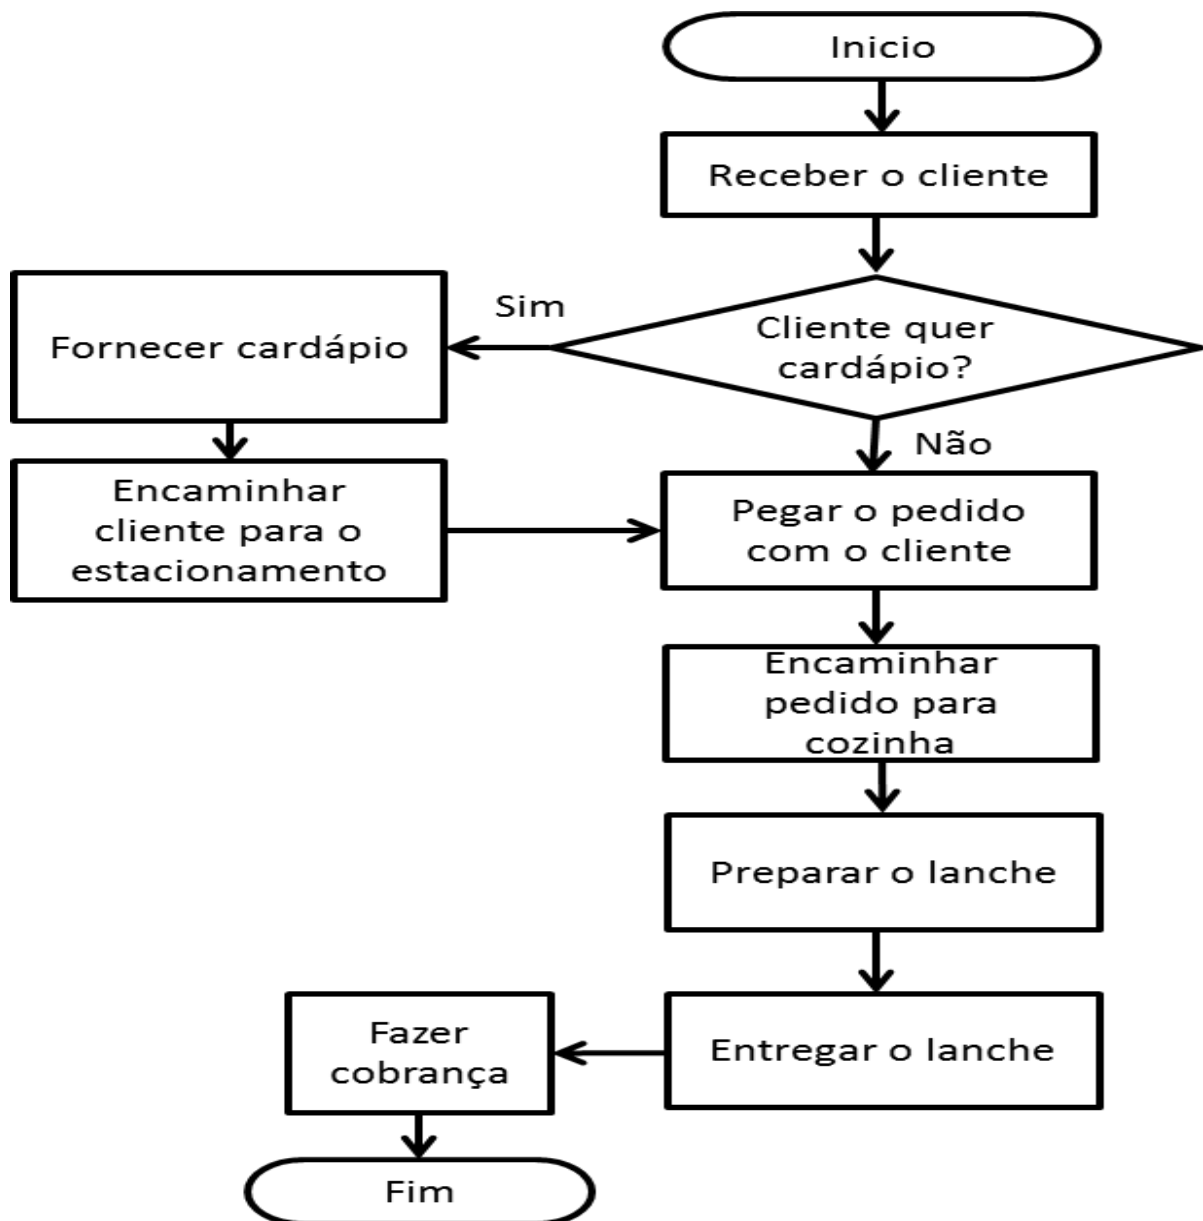 Inicio
Receber o cliente
Cliente quer
cardápio?
Sim
Fornecer cardápio
Encaminhar
cliente para o
estacionamento
Não
Pegar o pedido
com o cliente
Encaminhar
pedido para
cozinha
Preparar o lanche
Entregar o lanche
Fazer
cobrança
Fim